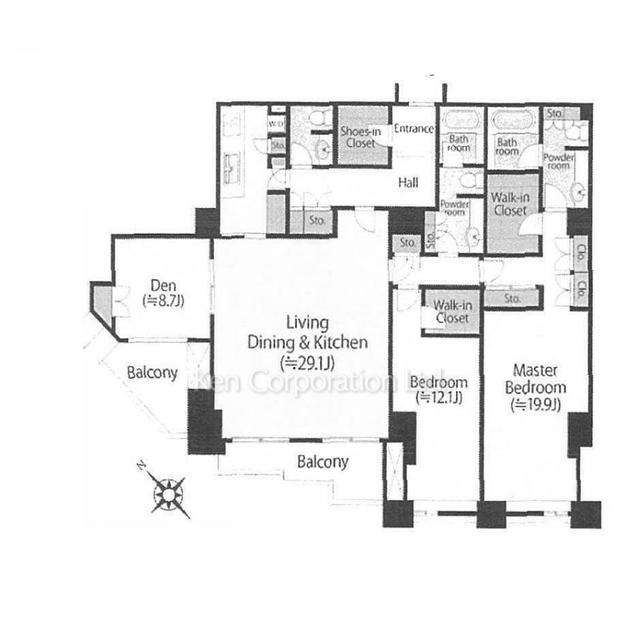 Sto.
W/D
Shoes-in
Closet
Entrance
Bath
room
Bath
room
Powder
room
Sto.
Hall
Walk-in
Closet
Powder
room
Sto.
Sto.
Sto.
Clo.
Clo.
Den
(≒8.7J)
Sto.
Walk-in
Closet
Living
Dining & Kitchen
(≒29.1J)
Balcony
Bedroom
(≒12.1J)
Master
Bedroom
(≒19.9J)
Ken Corporation Ltd.
Balcony
N